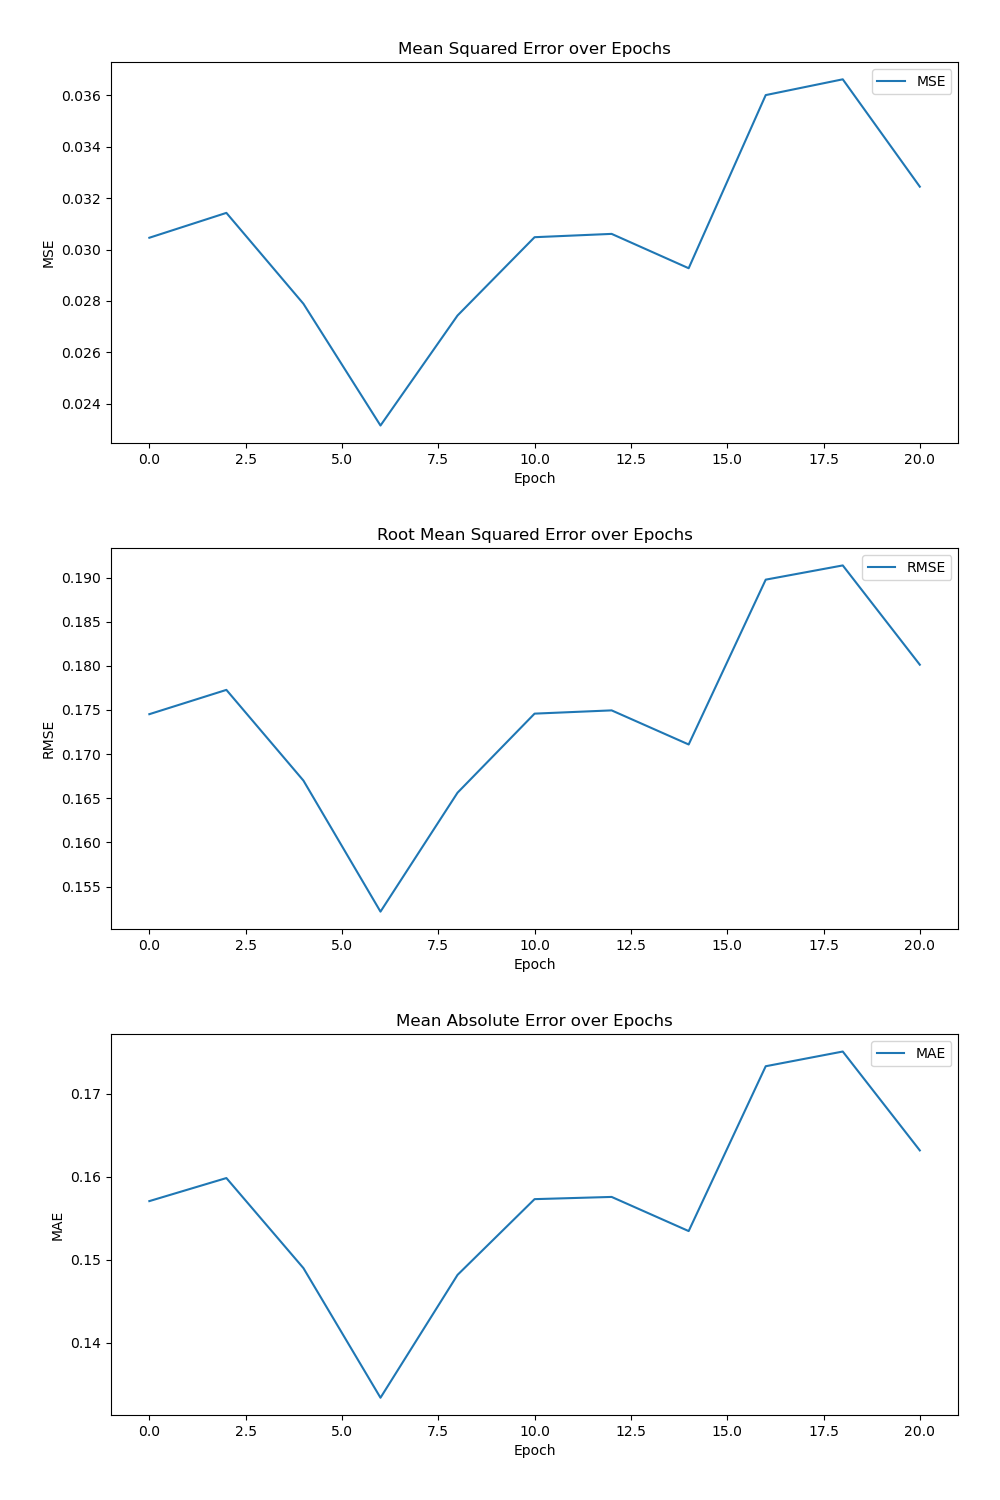 Mean Squared Error over Epochs
MSE
0.036
0.034
0.032
0.030
0.028
0.026
0.024
MSE
0.0 2.5 5.0 7.5 10.0 12.5 15.0 17.5 20.0
Epoch
Root Mean Squared Error over Epochs
RMSE
0.190
0.185
0.180
0.175
0.170
0.165
0.160
0.155
RMSE
0.0 2.5 5.0 7.5 10.0 12.5 15.0 17.5 20.0
Epoch
Mean Absolute Error over Epochs
MAE
0.17
0.16
0.15
0.14
MAE
0.0 2.5 5.0 7.5 10.0 12.5 15.0 17.5 20.0
Epoch